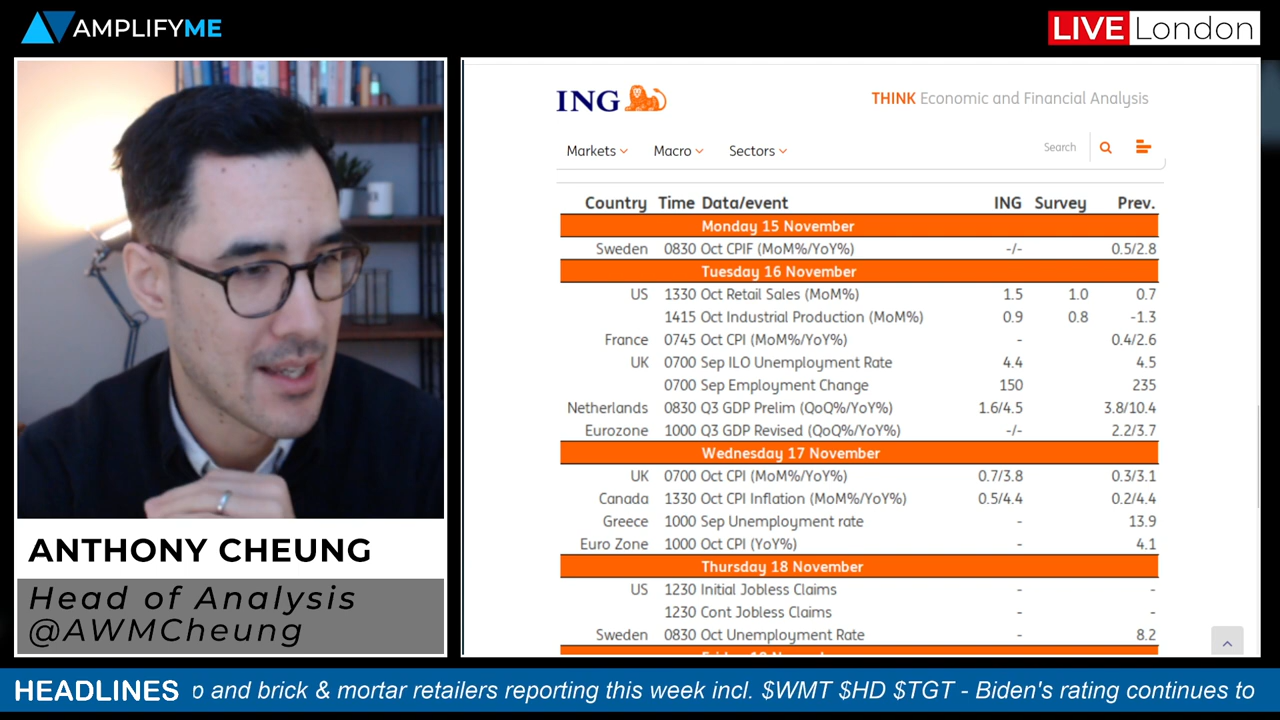 AMPLIFYME
LIVE London
ING
THINK Economic and Financial Analysis
Markets Macro Sectors Search
Country Time Data/event ING Survey Prev.
Monday 15 November
Sweden 0830 Oct CPIF (MoM%/YoY%) -/- 0.5/2.8
Tuesday 16 November
US 1330 Oct Retail Sales (MoM%) 1.5 1.0 0.7
1415 Oct Industrial Production (MoM%) 0.9 0.8 -1.3
France 0745 Oct CPI (MoM%/YoY%) - 0.4/2.6
UK 0700 Sep ILO Unemployment Rate 4.4 4.5
0700 Sep Employment Change 150 235
Netherlands 0830 Q3 GDP Prelim (QoQ%/YoY%) 1.6/4.5 3.8/10.4
Eurozone 1000 Q3 GDP Revised (QoQ%/YoY%) -/- 2.2/3.7
Wednesday 17 November
UK 0700 Oct CPI (MoM%/YoY%) 0.7/3.8 0.3/3.1
Canada 1330 Oct CPI Inflation (MoM%/YoY%) 0.5/4.4 0.2/4.4
Greece 1000 Sep Unemployment rate - 13.9
Euro Zone 1000 Oct CPI (YoY%) - 4.1
Thursday 18 November
US 1230 Initial Jobless Claims - -
1230 Cont Jobless Claims - -
Sweden 0830 Oct Unemployment Rate - 8.2
ANTHONY CHEUNG
Head of Analysis
@AWMCheung
HEADLINES o and brick & mortar retailers reporting this week incl. $WMT $HD $TGT - Biden's rating continues to